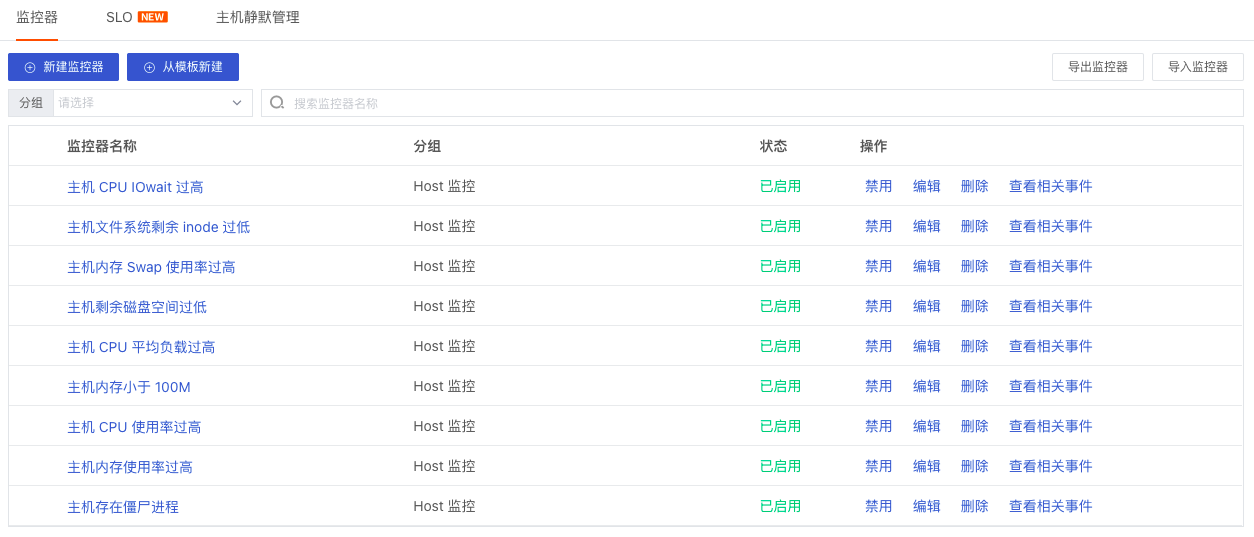 监控器 SLO NEW 主机静默管理
新建监控器 从模板新建 导出监控器 导入监控器
分组 请选择 搜索监控器名称
监控器名称 分组 状态 操作
主机 CPU IOwait 过高 Host 监控 已启用 禁用 编辑 删除 查看相关事件
主机文件系统剩余 inode 过低 Host 监控 已启用 禁用 编辑 删除 查看相关事件
主机内存 Swap 使用率过高 Host 监控 已启用 禁用 编辑 删除 查看相关事件
主机剩余磁盘空间过低 Host 监控 已启用 禁用 编辑 删除 查看相关事件
主机 CPU 平均负载过高 Host 监控 已启用 禁用 编辑 删除 查看相关事件
主机内存小于 100M Host 监控 已启用 禁用 编辑 删除 查看相关事件
主机 CPU 使用率过高 Host 监控 已启用 禁用 编辑 删除 查看相关事件
主机内存使用率过高 Host 监控 已启用 禁用 编辑 删除 查看相关事件
主机存在僵尸进程 Host 监控 已启用 禁用 编辑 删除 查看相关事件